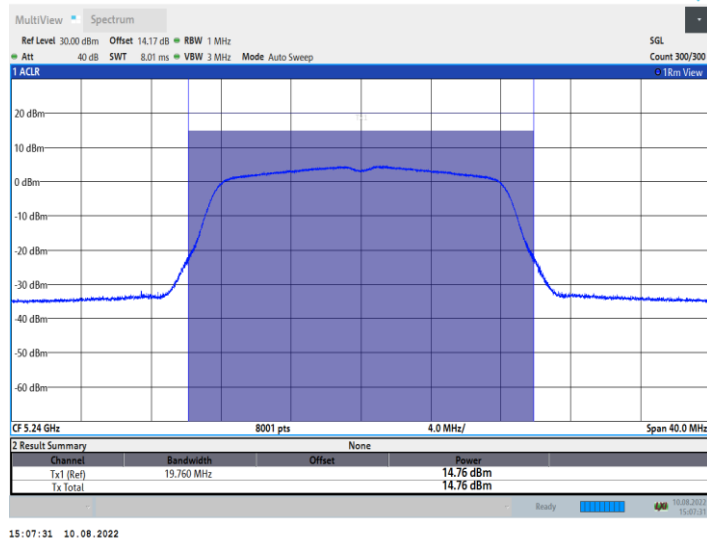 MultiView Spectrum
Ref Level 30.00 dBm Offset 14.17 dB RBW 1 MHz SGL
Att 40 dB SWT 8.01 ms VBW 3 MHz Mode Auto Sweep Count 300/300
1 ACLR 1Rm View
20 dBm
10 dBm
0 dBm
-10 dBm
-20 dBm
-30 dBm
-40 dBm
-50 dBm
-60 dBm
CF 5.24 GHz 8001 pts 4.0 MHz/ Span 40.0 MHz
2 Result Summary None
Channel Bandwidth Offset Power
Tx1 (Ref) 19.760 MHz 14.76 dBm
Tx Total 14.76 dBm
Ready 10.08.2022
15:07:31
15:07:31 10.08.2022